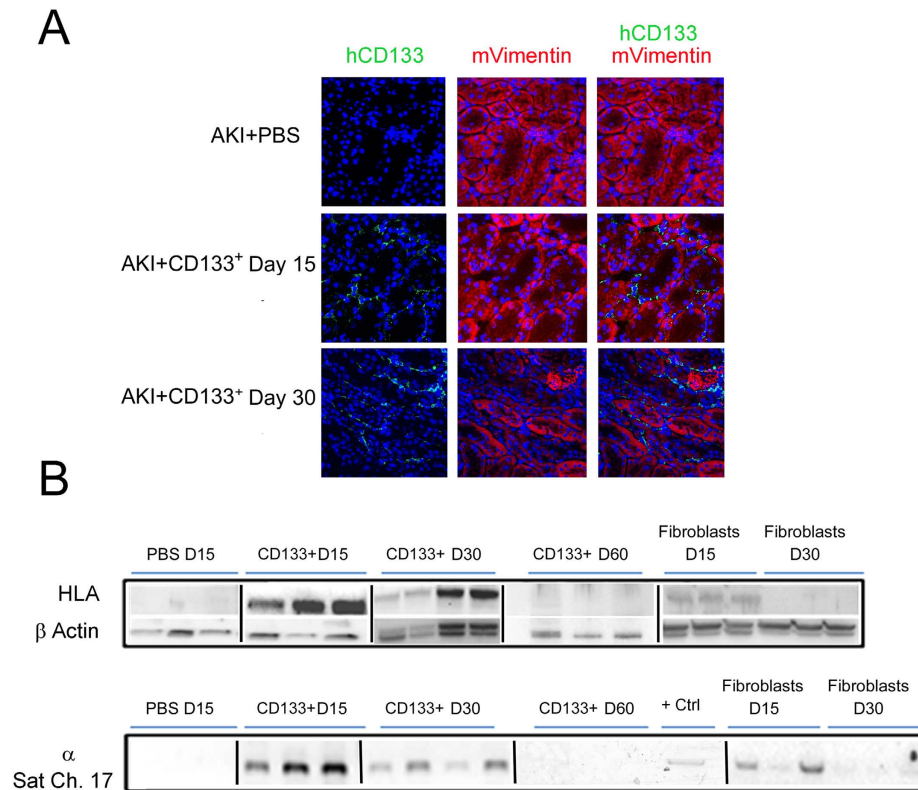 A
hCD133
mVimentin
hCD133
mVimentin
AKI+PBS
AKI+CD133⁺ Day 15
AKI+CD133⁺ Day 30
B
PBS D15
CD133+D15
CD133+ D30
CD133+ D60
Fibroblasts
D15
Fibroblasts
D30
HLA
β Actin
PBS D15
CD133+D15
CD133+ D30
CD133+ D60
+ Ctrl
Fibroblasts
D15
Fibroblasts
D30
α
Sat Ch. 17